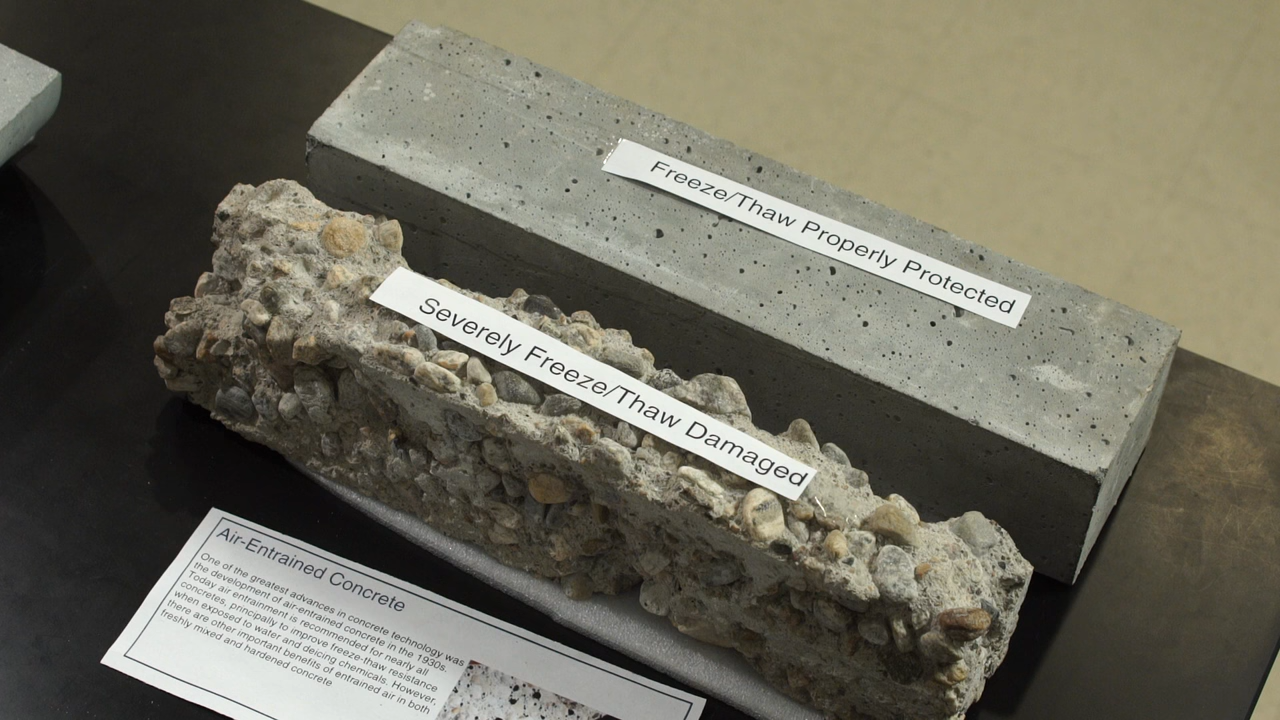 Freeze/Thaw Properly Protected
Severely Freeze/Thaw Damaged
Air-Entrained Concrete
One of the greatest advances in concrete technology was
the development of air-entrained concrete in the 1930s.
Today air entrainment is recommended for nearly all
concretes, principally to improve freeze-thaw resistance
when exposed to water and deicing chemicals. However,
there are other important benefits of entrained air in both
freshly mixed and hardened concrete